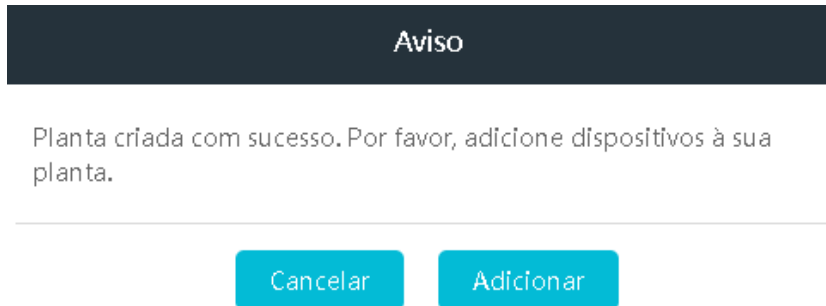 Aviso
Planta criada com sucesso. Por favor, adicione dispositivos à sua
planta.
Cancelar Adicionar